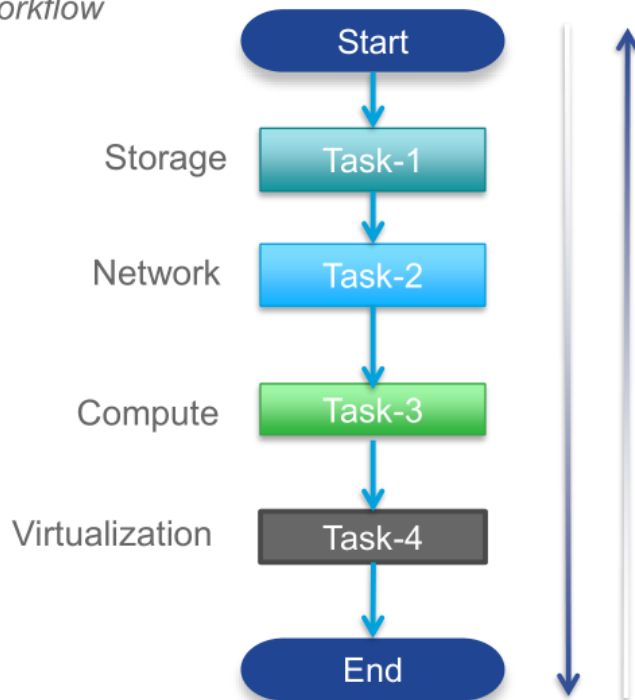 orkflow
Start
Storage
Task-1
Network
Task-2
Compute
Task-3
Virtualization
Task-4
End